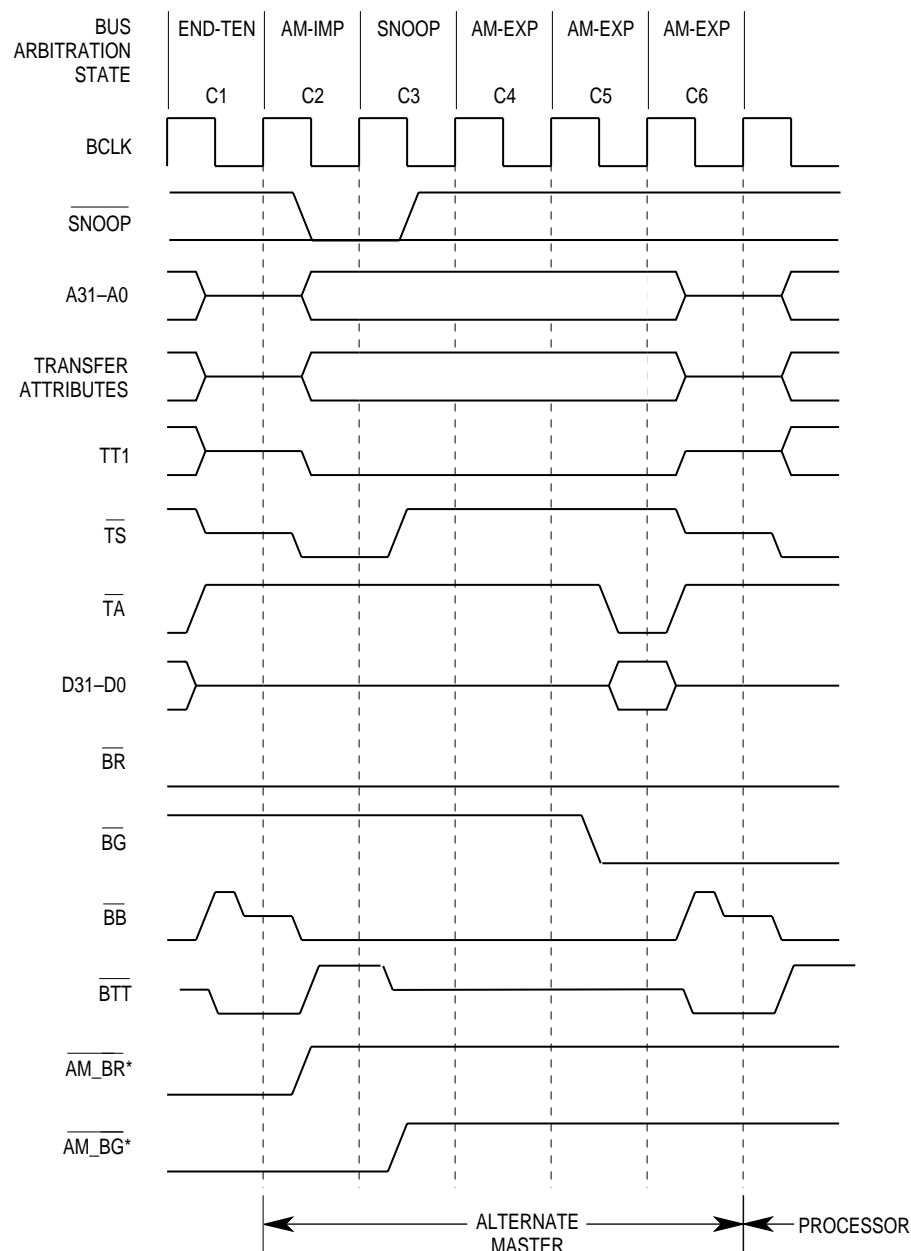 BUS
ARBITRATION
STATE
END-TEN AM-IMP SNOOP AM-EXP AM-EXP AM-EXP
C1 C2 C3 C4 C5 C6
BCLK
SNOOP
A31–A0
TRANSFER
ATTRIBUTES
TT1
TS
TA
D31–D0
BR
BG
BB
BTT
AM_BR*
AM_BG*
ALTERNATE
MASTER
PROCESSOR